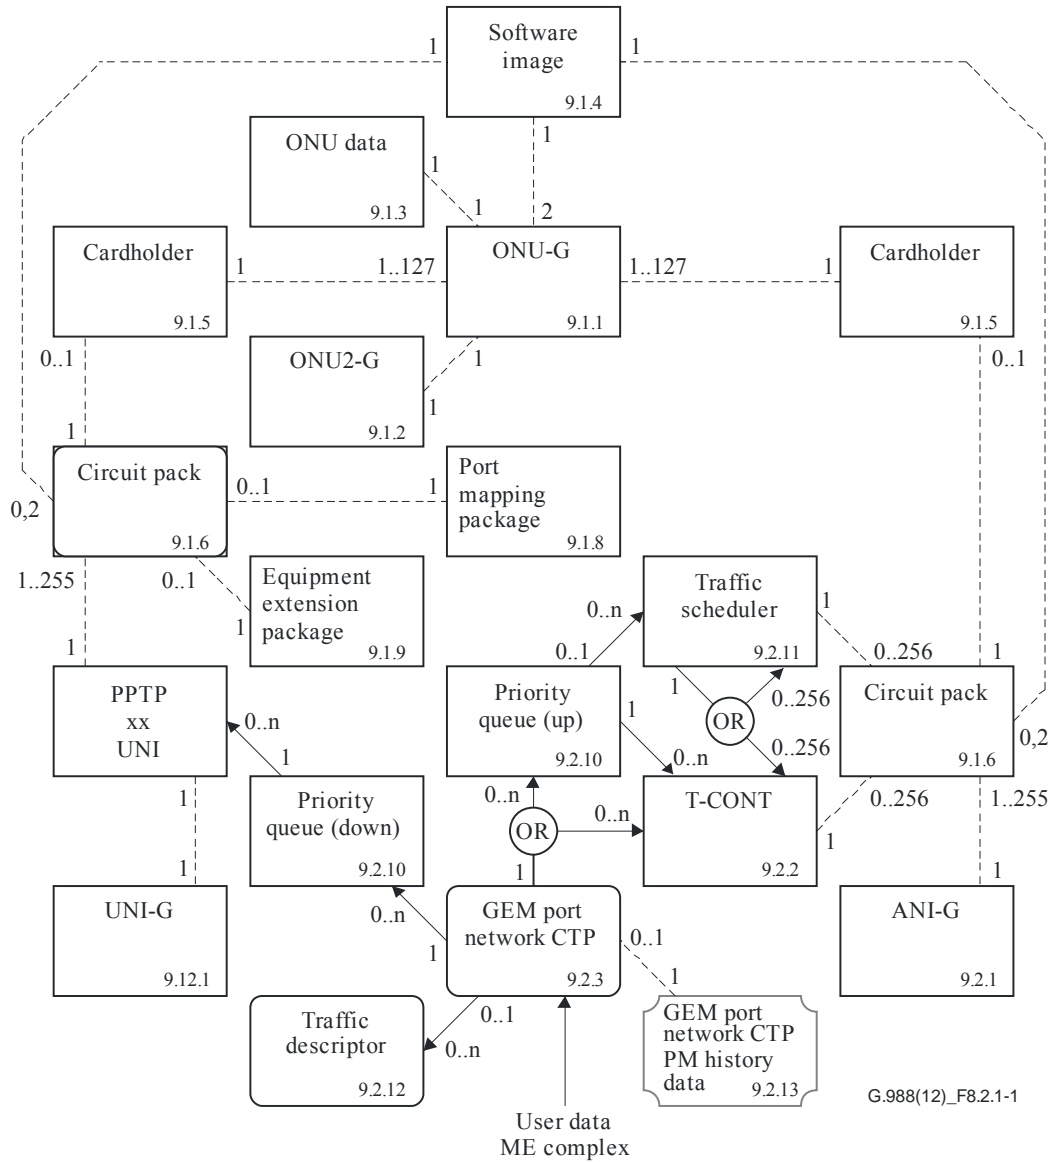 Software
image
9.1.4
1
1
1
2
ONU data
9.1.3
1
1
Cardholder
9.1.5
1
1..127
ONU-G
9.1.1
1..127
1
Cardholder
9.1.5
0..1
0..1
ONU2-G
9.1.2
1
1
1
Circuit pack
9.1.6
0,2
0..1
1
Port
mapping
package
9.1.8
1..255
0..1
1
Equipment
extension
package
9.1.9
1
Traffic
scheduler
9.2.11
0..n
0..1
1
0..256
1
PPTP
xx
UNI
0..n
1
Priority
queue (up)
9.2.10
1
0..n
1
OR
0..256
0..256
Circuit pack
9.1.6
0,2
1
Priority
queue (down)
9.2.10
0..n
OR
0..n
T-CONT
9.2.2
0..256
1
1..255
1
UNI-G
9.12.1
0..n
1
1
GEM port
network CTP
9.2.3
0..1
1
1
ANI-G
9.2.1
Traffic
descriptor
9.2.12
0..1
0..n
GEM port
network CTP
PM history
data
9.2.13
User data
ME complex
G.988(12)_F8.2.1-1